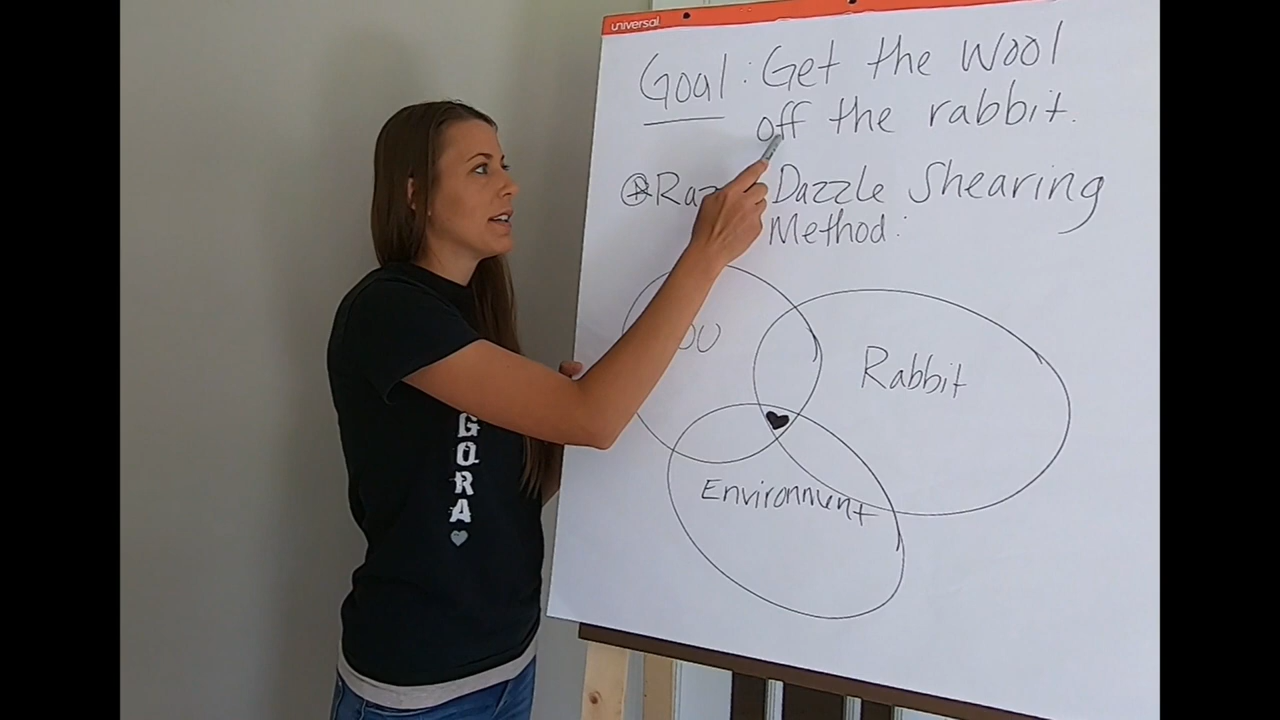 universal
Goal: Get the Wool
off the rabbit.
Dazzle Shearing
Method:
Rabbit
Environment
GORA